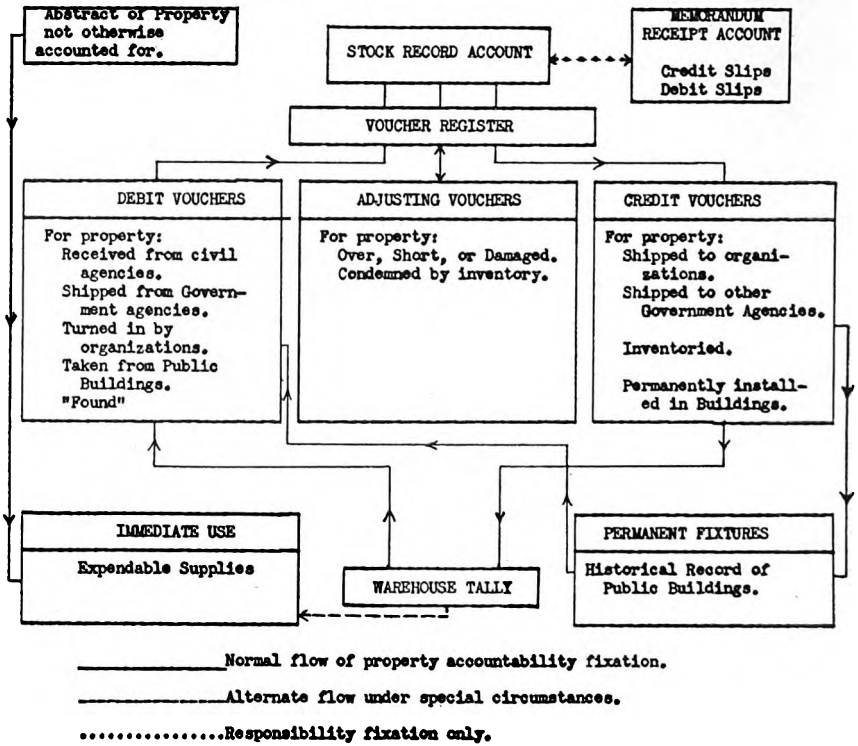 Abstract of Property
not otherwise
accounted for.
STOCK RECORD ACCOUNT
MEMORANDUM
RECEIPT ACCOUNT
Credit Slips
Debit Slips
VOUCHER REGISTER
DEBIT VOUCHERS
For property:
Received from civil
agencies.
Shipped from Govern-
ment agencies.
Turned in by
organizations.
Taken from Public
Buildings.
"Found"
ADJUSTING VOUCHERS
For property:
Over, Short, or Damaged.
Condemned by inventory.
CREDIT VOUCHERS
For property:
Shipped to organi-
zations.
Shipped to other
Government Agencies.
Inventoried.
Permanently install-
ed in Buildings.
IMMEDIATE USE
Expendable Supplies
WAREHOUSE TALLY
PERMANENT FIXTURES
Historical Record of
Public Buildings.
Normal flow of property accountability fixation.
Alternate flow under special circumstances.
Responsibility fixation only.